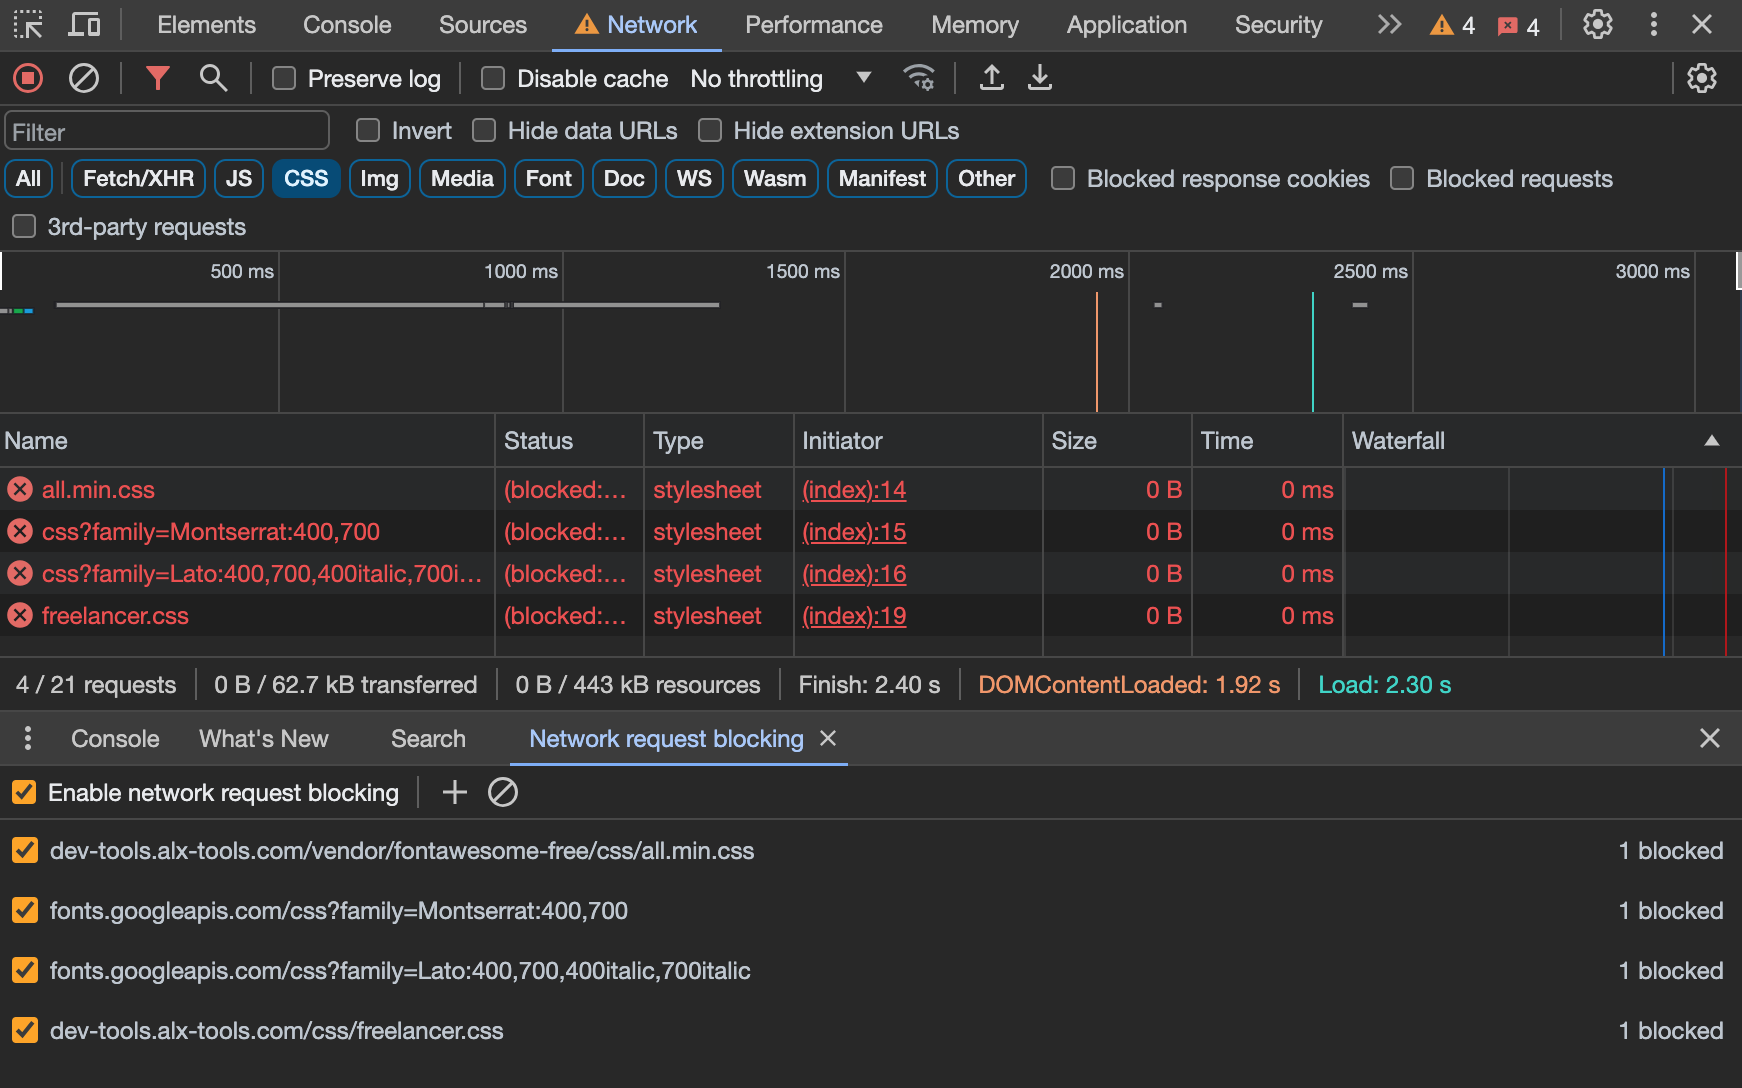 Elements Console Sources Network Performance Memory Application Security 4 4
Preserve log Disable cache No throttling
Filter Invert Hide data URLs Hide extension URLs
All Fetch/XHR JS CSS Img Media Font Doc WS Wasm Manifest Other Blocked response cookies Blocked requests
3rd-party requests
500 ms 1000 ms 1500 ms 2000 ms 2500 ms 3000 ms
Name Status Type Initiator Size Time Waterfall
all.min.css (blocked:... stylesheet (index):14 0 B 0 ms
css?family=Montserrat:400,700 (blocked:... stylesheet (index):15 0 B 0 ms
css?family=Lato:400,700,400italic,700i... (blocked:... stylesheet (index):16 0 B 0 ms
freelancer.css (blocked:... stylesheet (index):19 0 B 0 ms
4 / 21 requests 0 B / 62.7 kB transferred 0 B / 443 kB resources Finish: 2.40 s DOMContentLoaded: 1.92 s Load: 2.30 s
Console What's New Search Network request blocking
Enable network request blocking
dev-tools.alx-tools.com/vendor/fontawesome-free/css/all.min.css 1 blocked
fonts.googleapis.com/css?family=Montserrat:400,700 1 blocked
fonts.googleapis.com/css?family=Lato:400,700,400italic,700italic 1 blocked
dev-tools.alx-tools.com/css/freelancer.css 1 blocked